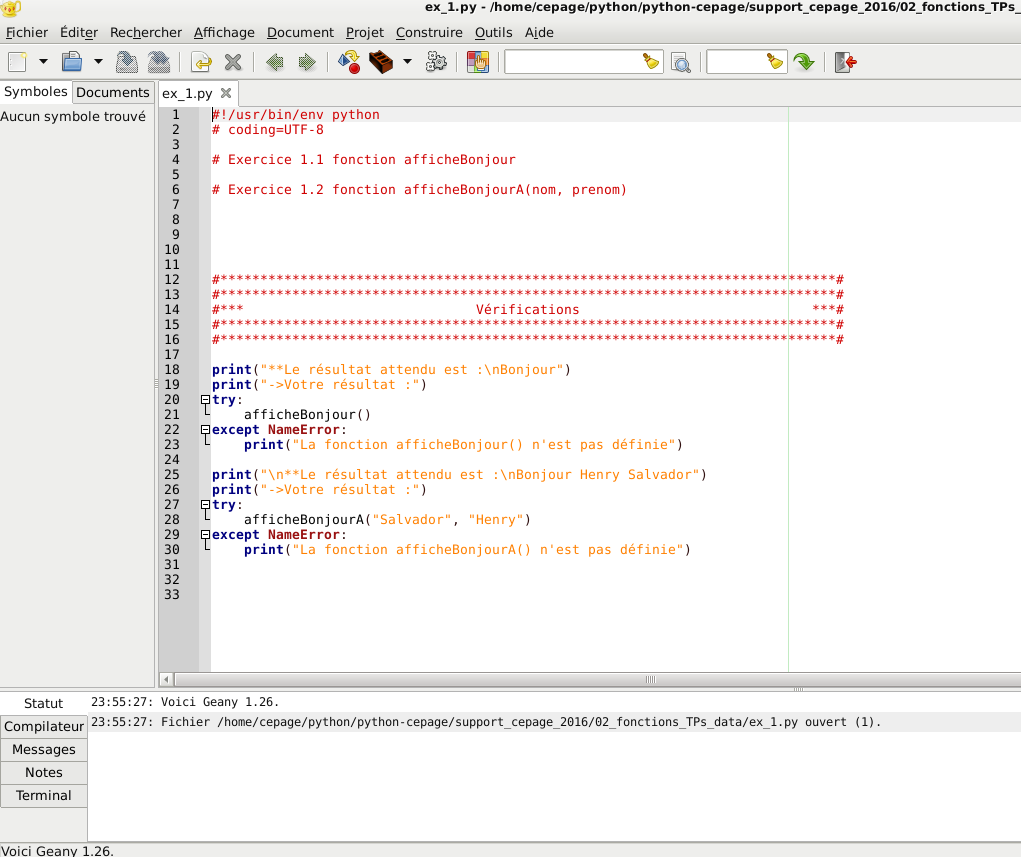 ex_1.py - /home/cepage/python/python-cepage/support_cepage_2016/02_fonctions_TPs_
Fichier Éditer Rechercher Affichage Document Projet Construire Outils Aide
Symboles Documents ex_1.py
Aucun symbole trouvé
1 #!/usr/bin/env python
2 # coding=UTF-8
3
4 # Exercice 1.1 fonction afficheBonjour
5
6 # Exercice 1.2 fonction afficheBonjourA(nom, prenom)
7
8
9
10
11
12 #*****************************************************************************#
13 #*****************************************************************************#
14 #***                             Vérifications                             ***#
15 #*****************************************************************************#
16 #*****************************************************************************#
17
18 print("**Le résultat attendu est :\nBonjour")
19 print("->Votre résultat :")
20 try:
21     afficheBonjour()
22 except NameError:
23     print("La fonction afficheBonjour() n'est pas définie")
24
25 print("\n**Le résultat attendu est :\nBonjour Henry Salvador")
26 print("->Votre résultat :")
27 try:
28     afficheBonjourA("Salvador", "Henry")
29 except NameError:
30     print("La fonction afficheBonjourA() n'est pas définie")
31
32
33
Statut
Compilateur
Messages
Notes
Terminal
23:55:27: Voici Geany 1.26.
23:55:27: Fichier /home/cepage/python/python-cepage/support_cepage_2016/02_fonctions_TPs_data/ex_1.py ouvert (1).
Voici Geany 1.26.